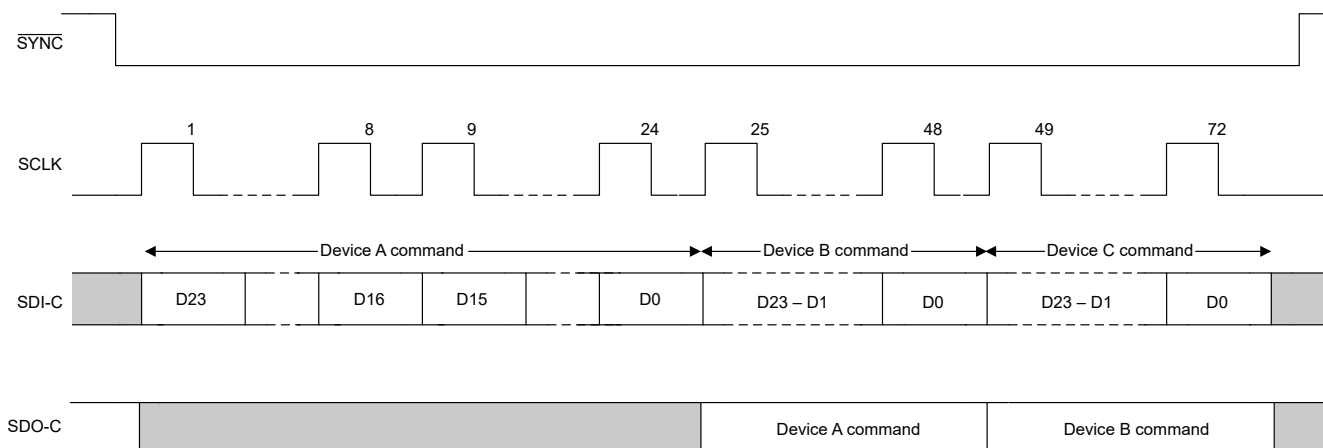 SYNC
1 8 9 24 25 48 49 72
SCLK
Device A command Device B command Device C command
SDI-C D23 D16 D15 D0 D23 – D1 D0 D23 – D1 D0
SDO-C Device A command Device B command